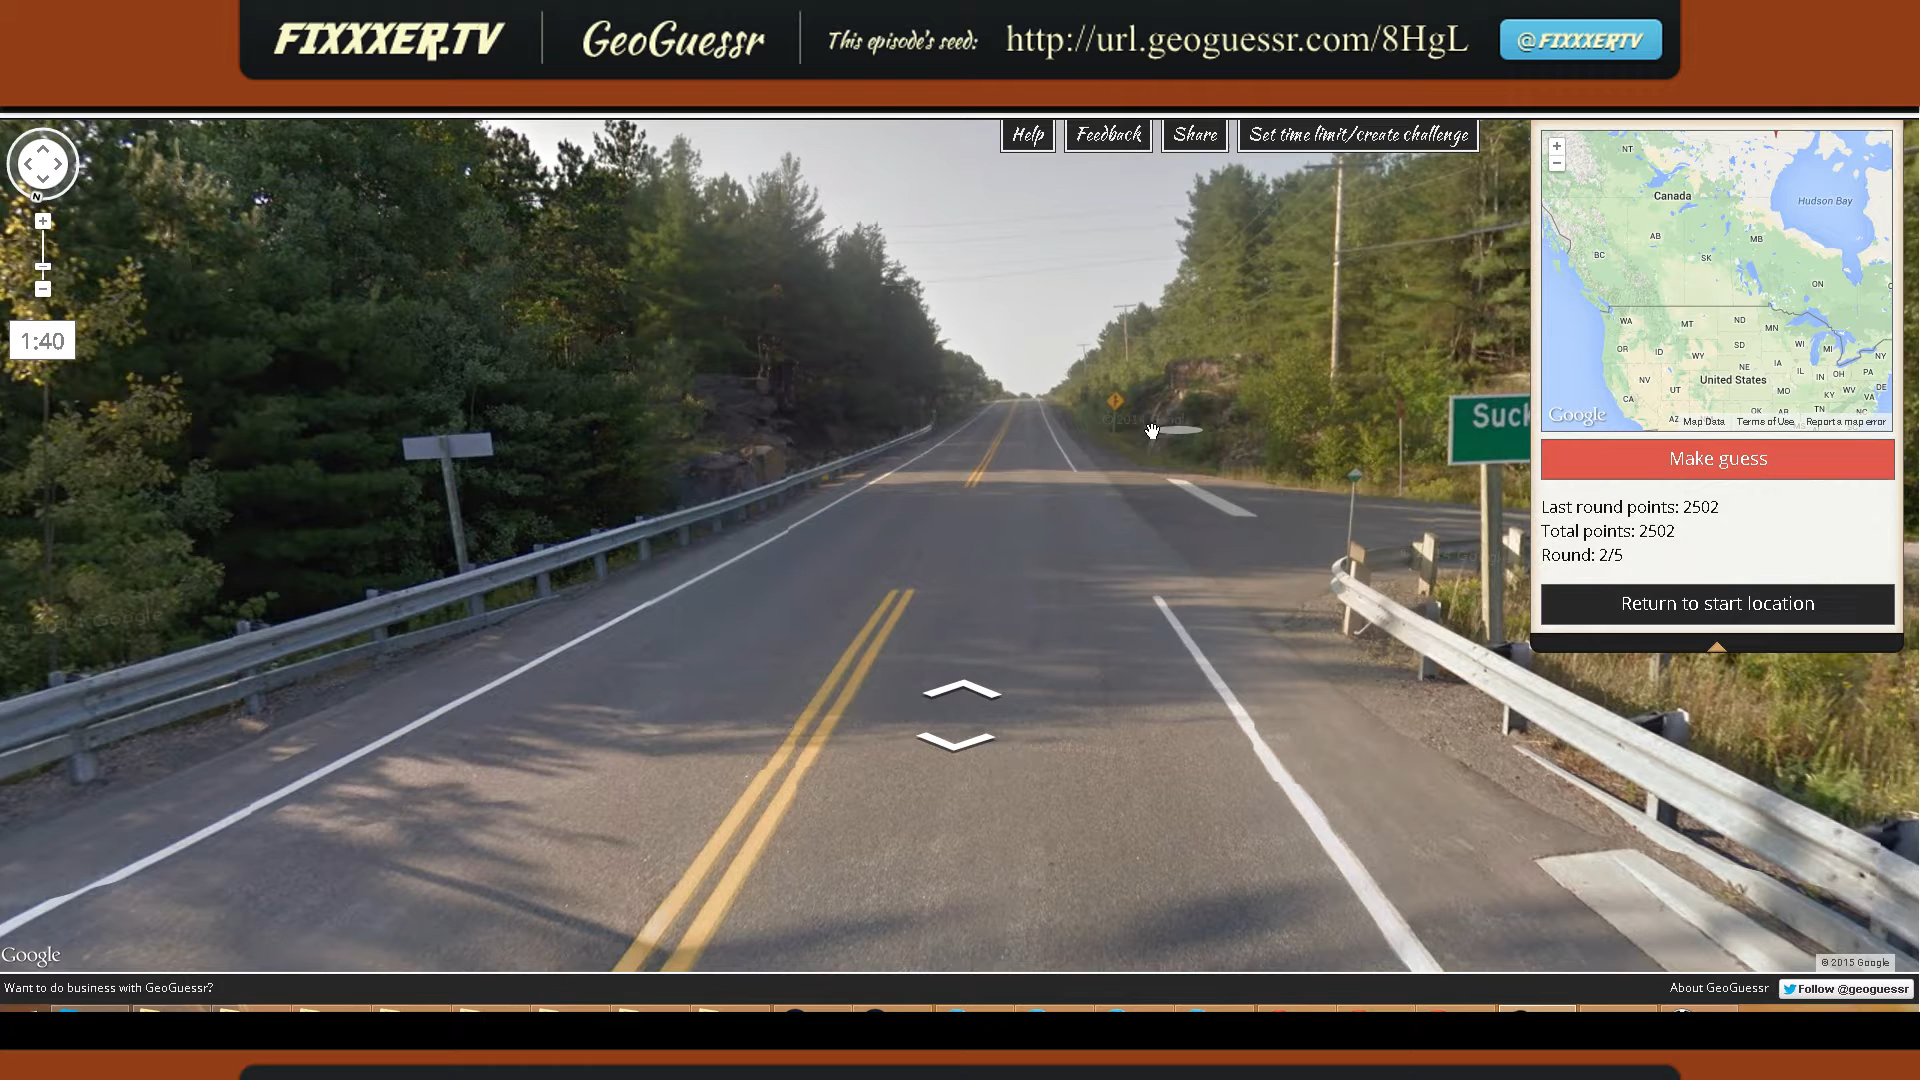 FIXXXER.TV
GeoGuessr
This episode's seed:
http://url.geoguessr.com/8HgL
@FIXXXERTV
Help
Feedback
Share
Set time limit/create challenge
N
1:40
Suck
NT
Canada
Hudson Bay
AB
MB
BC
SK
ON
WA
MT
ND
MN
OR
ID
SD
WI
MI
WY
NY
NE
IA
IL
IN
OH
PA
NV
UT
United States
MO
WV
DE
CA
KY
VA
AZ
OK
AR
TN
NC
Google
Map Data
Terms of Use
Report a map error
Make guess
Last round points: 2502
Total points: 2502
Round: 2/5
Return to start location
Google
© 2015 Google
Want to do business with GeoGuessr?
About GeoGuessr
Follow @geoguessr